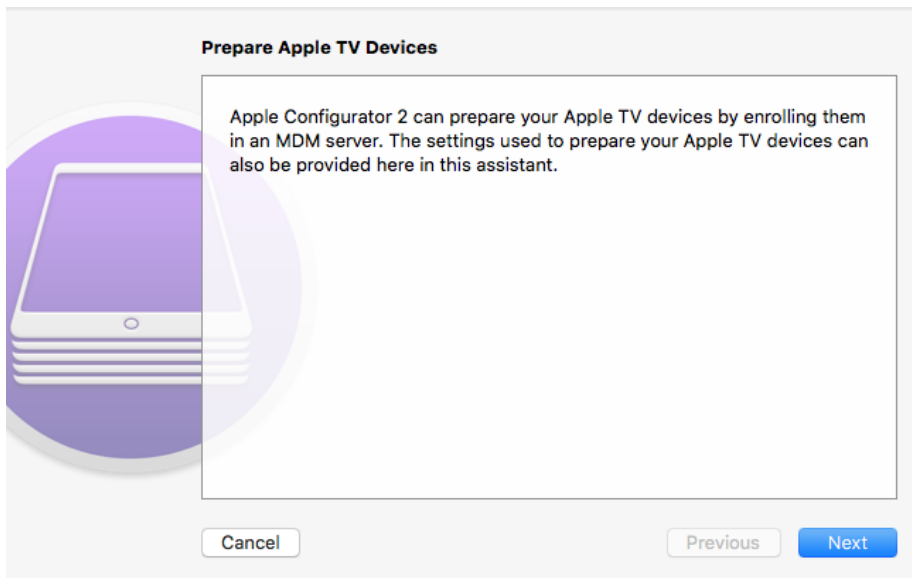 Prepare Apple TV Devices
Apple Configurator 2 can prepare your Apple TV devices by enrolling them
in an MDM server. The settings used to prepare your Apple TV devices can
also be provided here in this assistant.
Cancel
Previous
Next